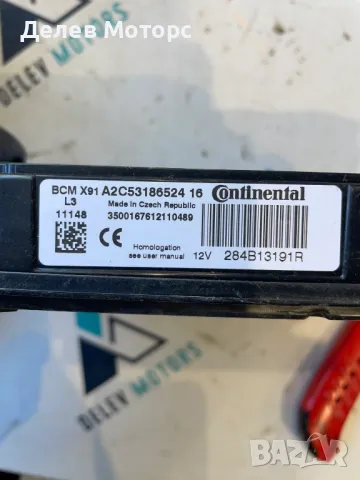 Делев Моторс
DELEV MOTORS
BCM X91 A2C53186524 16 Continental
L3 Made in Czech Republic
11148 3500167612110489
CE Homologation
see user manual 12V 284B13191R
DELEV MOTORS
BAZAR